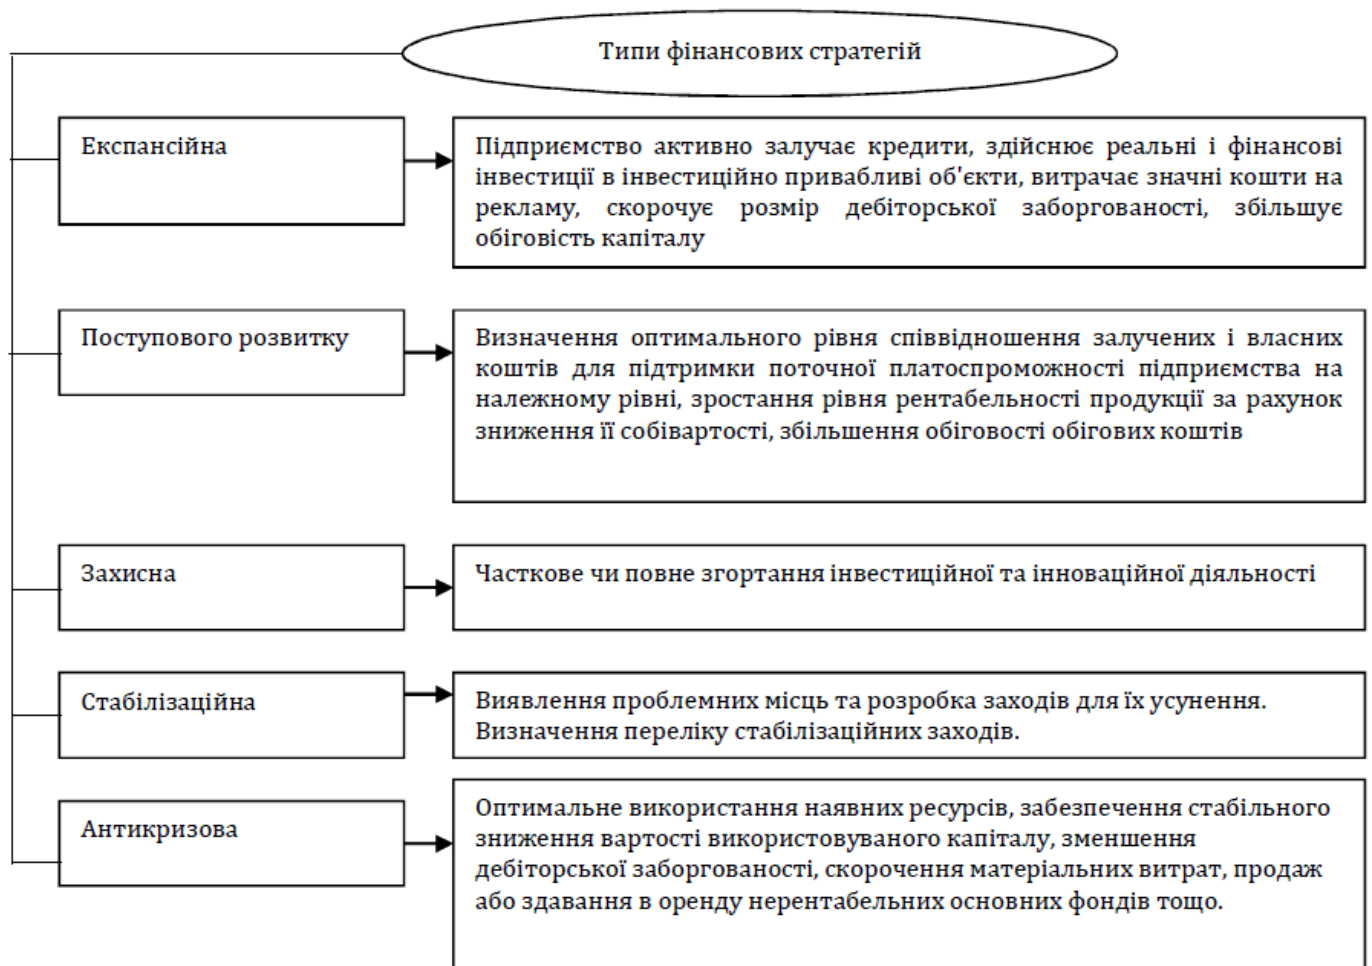 Типи фінансових стратегій
Експансійна
Підприємство активно залучає кредити, здійснює реальні і фінансові
інвестиції в інвестиційно привабливі об'єкти, витрачає значні кошти на
рекламу, скорочує розмір дебіторської заборгованості, збільшує
обіговість капіталу
Поступового розвитку
Визначення оптимального рівня співвідношення залучених і власних
коштів для підтримки поточної платоспроможності підприємства на
належному рівні, зростання рівня рентабельності продукції за рахунок
зниження її собівартості, збільшення обіговості обігових коштів
Захисна
Часткове чи повне згортання інвестиційної та інноваційної діяльності
Стабілізаційна
Виявлення проблемних місць та розробка заходів для їх усунення.
Визначення переліку стабілізаційних заходів.
Антикризова
Оптимальне використання наявних ресурсів, забезпечення стабільного
зниження вартості використовуваного капіталу, зменшення
дебіторської заборгованості, скорочення матеріальних витрат, продаж
або здавання в оренду нерентабельних основних фондів тощо.